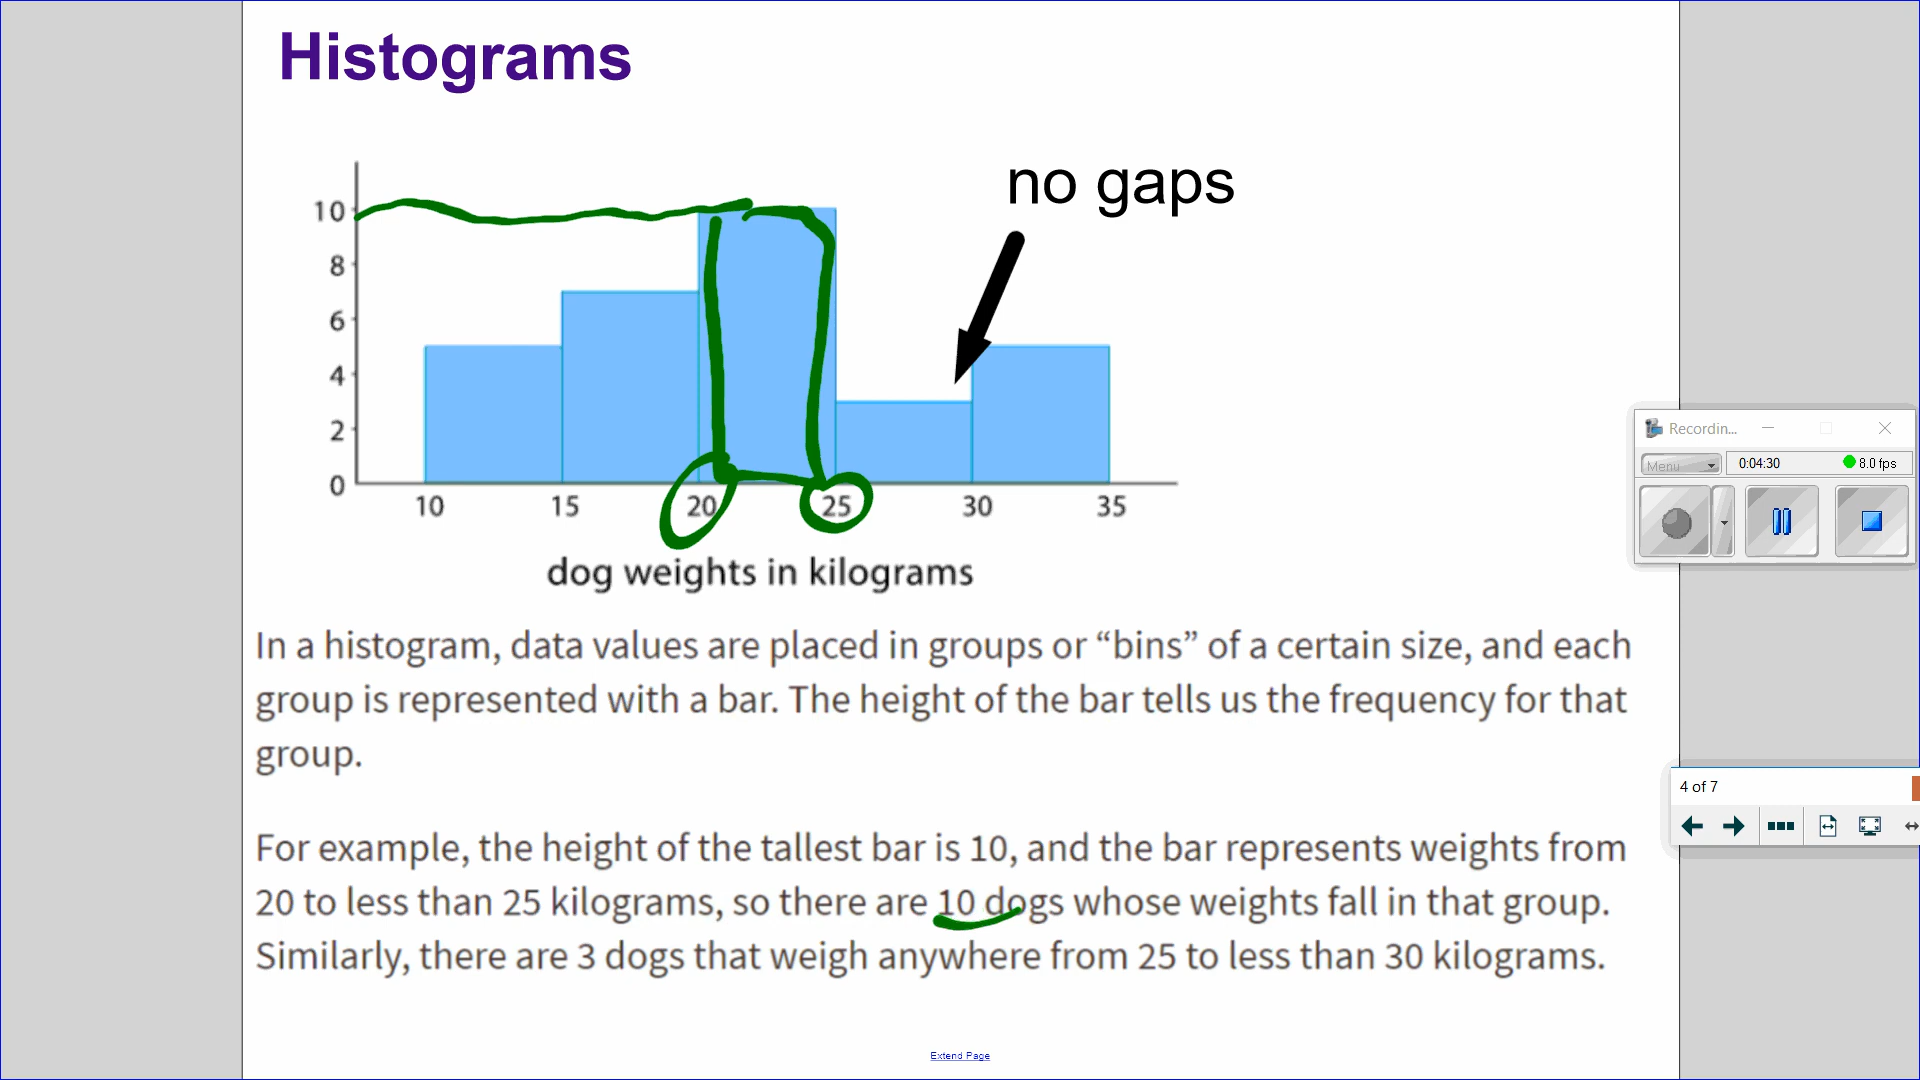 Histograms
no gaps
10
8
6
4
2
0
10 15 20 25 30 35
dog weights in kilograms
In a histogram, data values are placed in groups or “bins” of a certain size, and each
group is represented with a bar. The height of the bar tells us the frequency for that
group.
For example, the height of the tallest bar is 10, and the bar represents weights from
20 to less than 25 kilograms, so there are 10 dogs whose weights fall in that group.
Similarly, there are 3 dogs that weigh anywhere from 25 to less than 30 kilograms.
Extend Page
Recordin...
Menu 0:04:30 8.0 fps
4 of 7